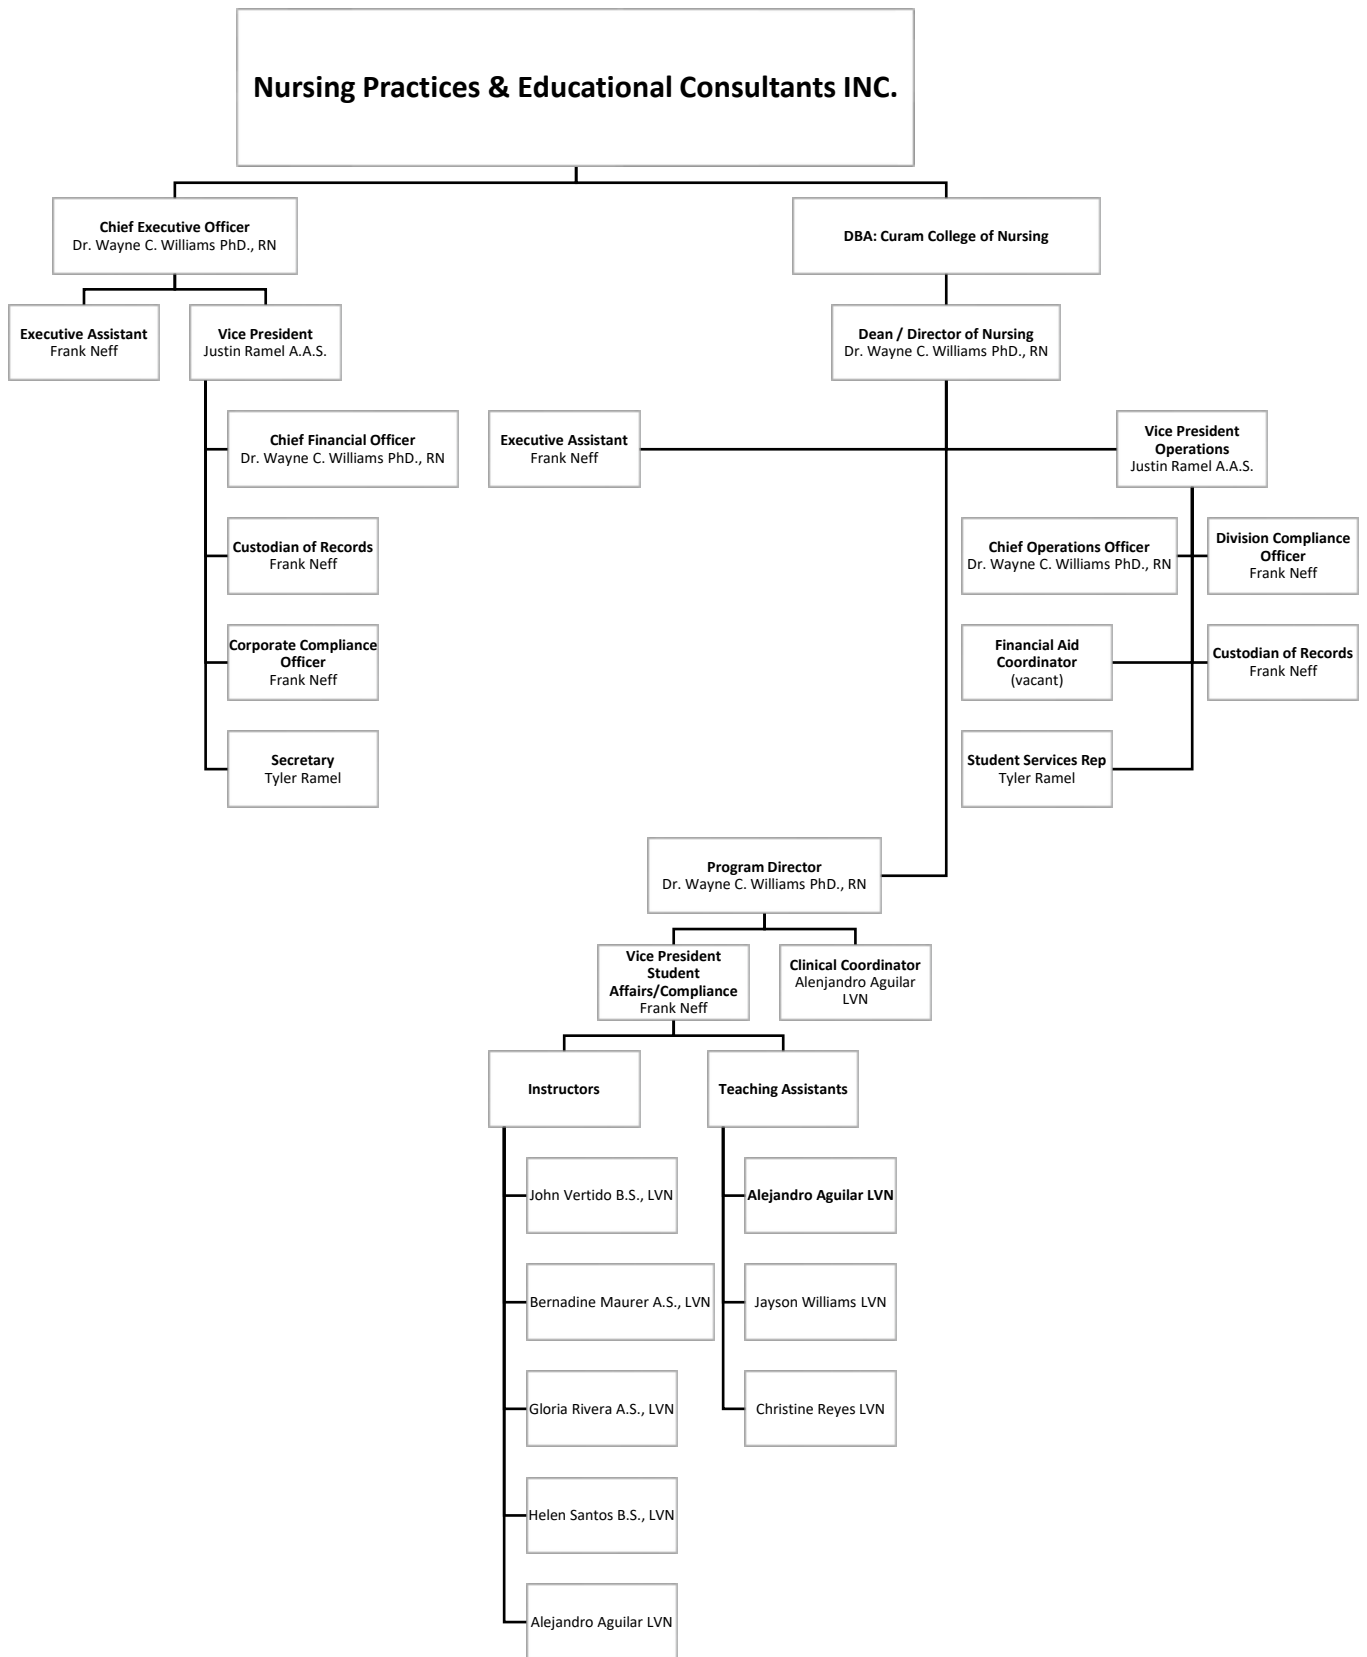 Nursing Practices & Educational Consultants INC.
Chief Executive Officer
Dr. Wayne C. Williams PhD., RN
DBA: Curam College of Nursing
Executive Assistant
Frank Neff
Vice President
Justin Ramel A.A.S.
Dean / Director of Nursing
Dr. Wayne C. Williams PhD., RN
Chief Financial Officer
Dr. Wayne C. Williams PhD., RN
Executive Assistant
Frank Neff
Vice President
Operations
Justin Ramel A.A.S.
Custodian of Records
Frank Neff
Chief Operations Officer
Dr. Wayne C. Williams PhD., RN
Division Compliance
Officer
Frank Neff
Corporate Compliance
Officer
Frank Neff
Financial Aid
Coordinator
(vacant)
Custodian of Records
Frank Neff
Secretary
Tyler Ramel
Student Services Rep
Tyler Ramel
Program Director
Dr. Wayne C. Williams PhD., RN
Vice President
Student
Affairs/Compliance
Frank Neff
Clinical Coordinator
Alenjandro Aguilar
LVN
Instructors
Teaching Assistants
John Vertido B.S., LVN
Alejandro Aguilar LVN
Bernadine Maurer A.S., LVN
Jayson Williams LVN
Gloria Rivera A.S., LVN
Christine Reyes LVN
Helen Santos B.S., LVN
Alejandro Aguilar LVN